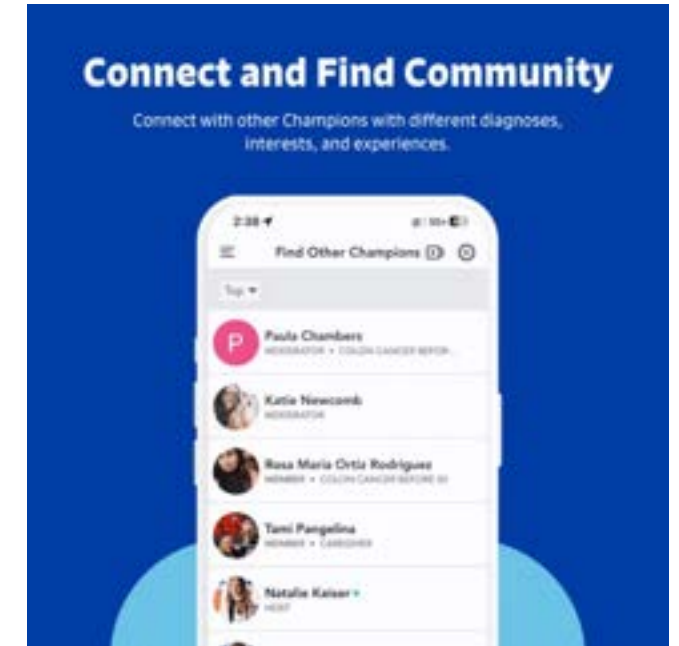 Connect and Find Community
Connect with other Champions with different diagnoses,
interests, and experiences.
2:38
Find Other Champions
Top
P
Paula Chambers
MODERATOR • COLON CANCER BEFOR...
Katie Newcomb
MODERATOR
Rosa Maria Ortiz Rodriguez
MEMBER • COLON CANCER BEFORE 50
Tami Pangelina
MEMBER • CAREGIVER
Natalie Kaiser
HOST